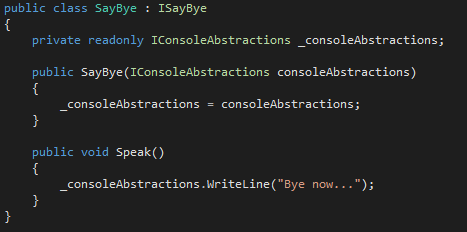 public class SayBye : ISayBye
{
    private readonly IConsoleAbstractions _consoleAbstractions;

    public SayBye(IConsoleAbstractions consoleAbstractions)
    {
        _consoleAbstractions = consoleAbstractions;
    }

    public void Speak()
    {
        _consoleAbstractions.WriteLine("Bye now...");
    }
}